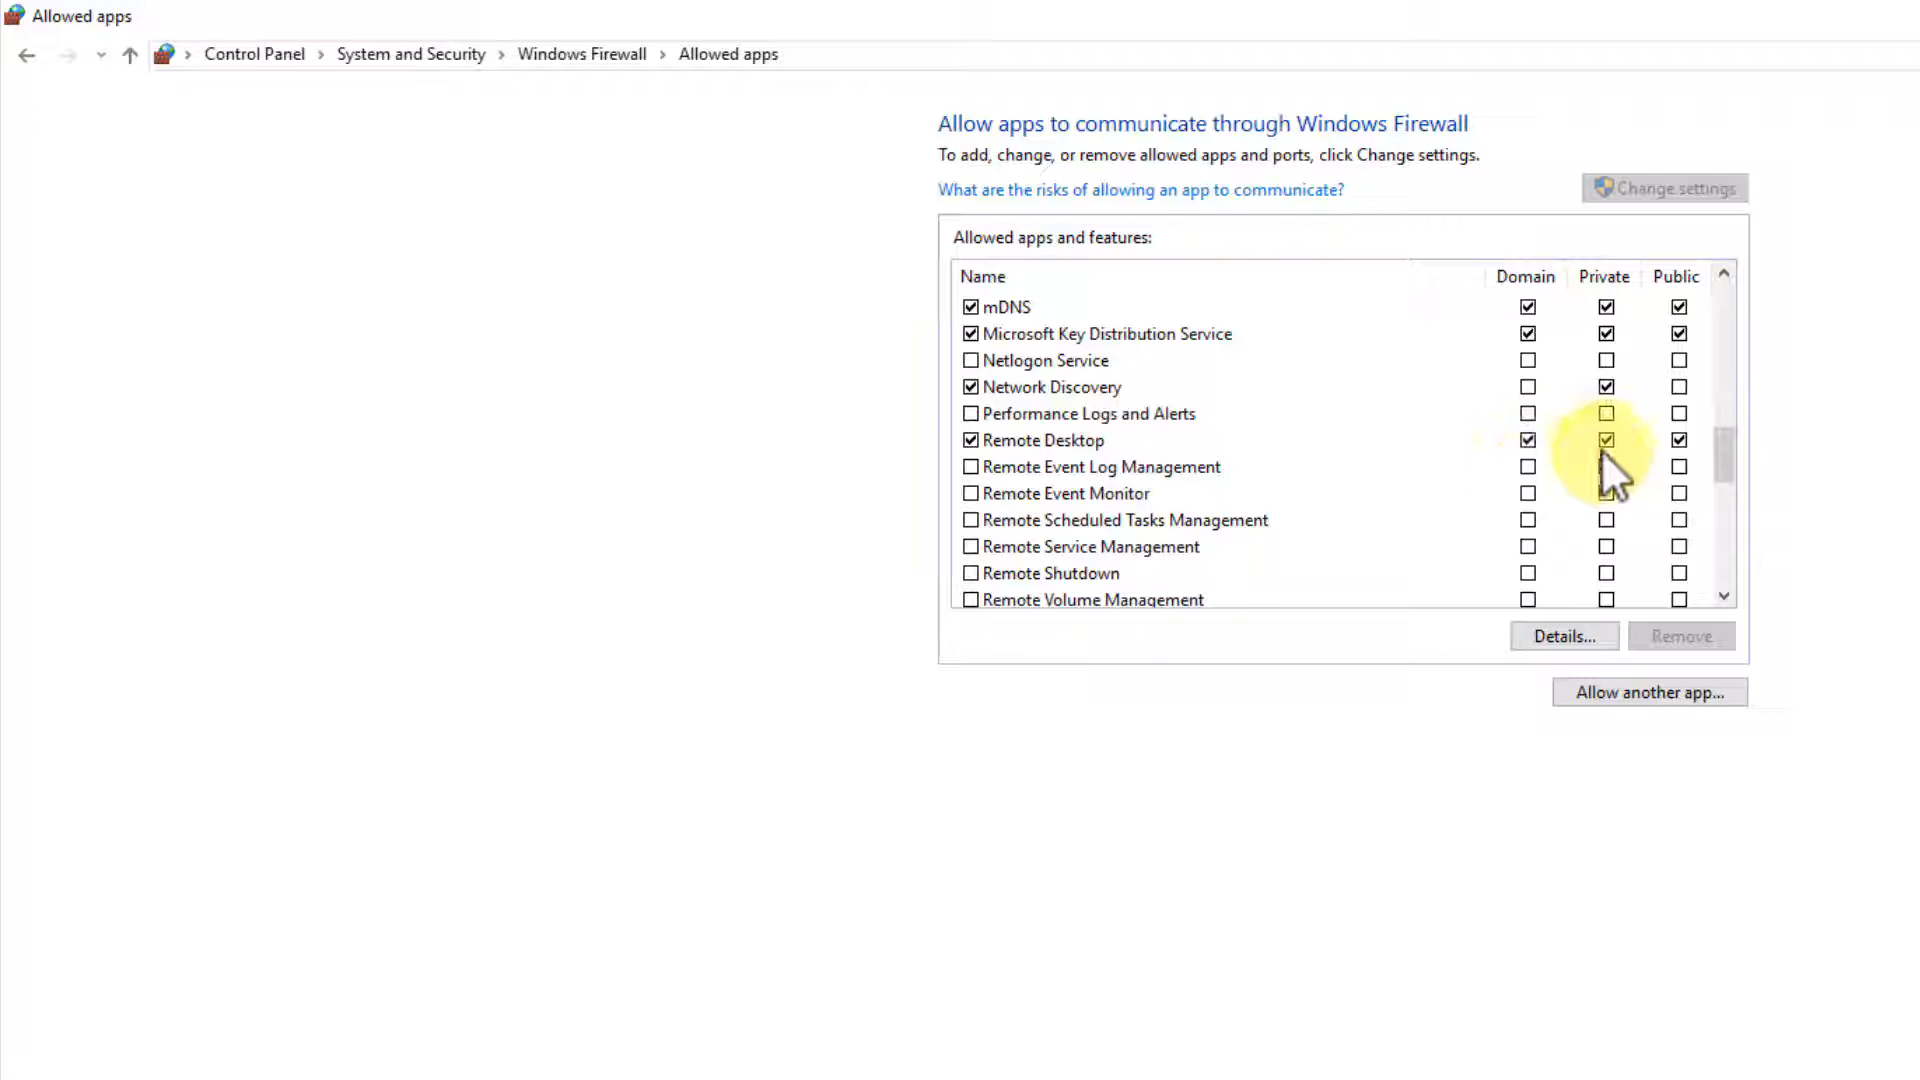 Allowed apps
Control Panel > System and Security > Windows Firewall > Allowed apps
Allow apps to communicate through Windows Firewall
To add, change, or remove allowed apps and ports, click Change settings.
What are the risks of allowing an app to communicate?
Change settings
Allowed apps and features:
Name Domain Private Public
mDNS
Microsoft Key Distribution Service
Netlogon Service
Network Discovery
Performance Logs and Alerts
Remote Desktop
Remote Event Log Management
Remote Event Monitor
Remote Scheduled Tasks Management
Remote Service Management
Remote Shutdown
Remote Volume Management
Details... Remove
Allow another app...